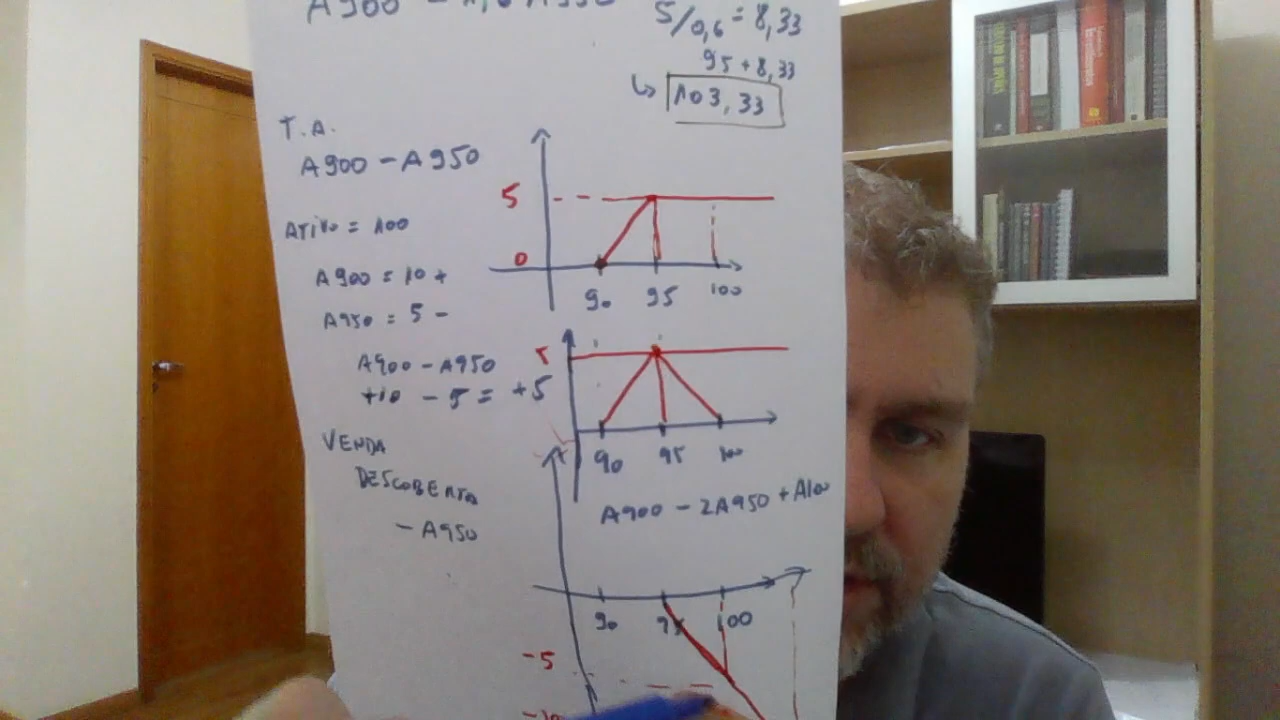 5/0,6 = 8,33
95 + 8,33
103,33
T.A.
A900 - A950
ATIVO = 100
A900 = 10 +
A950 = 5 -
A900 - A950
+10 - 5 = +5
VENDA
DESCOBERTA
- A950
5
0
90 95 100
5
90 95 100
A900 - 2A950 + A100
90 95 100
-5
-10